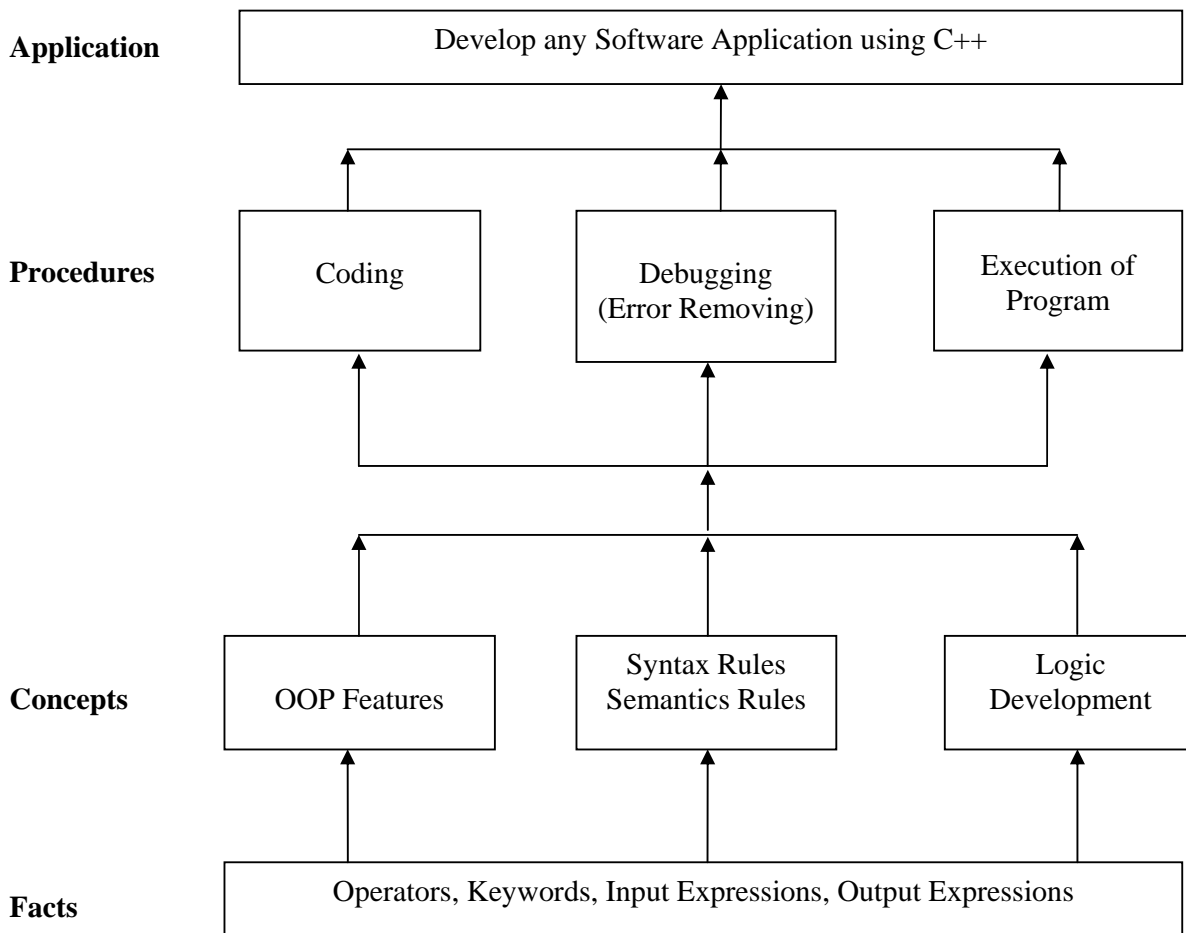 Application
Develop any Software Application using C++
Procedures
Coding
Debugging
(Error Removing)
Execution of
Program
Concepts
OOP Features
Syntax Rules
Semantics Rules
Logic
Development
Facts
Operators, Keywords, Input Expressions, Output Expressions